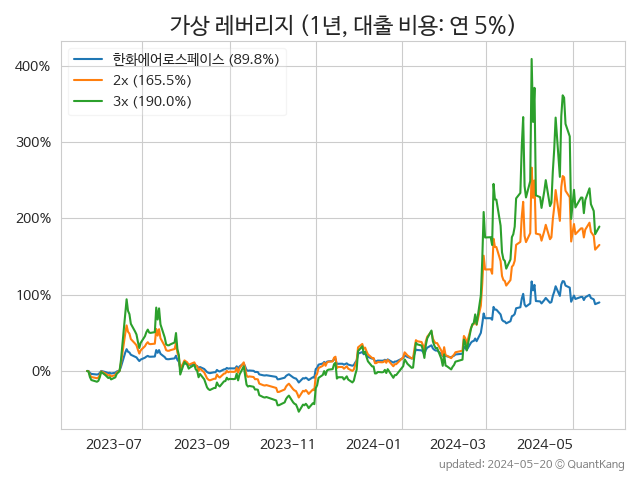 가상 레버리지 (1년, 대출 비용: 연 5%)
한화에어로스페이스 (89.8%)
2x (165.5%)
3x (190.0%)
400%
300%
200%
100%
0%
2023-07
2023-09
2023-11
2024-01
2024-03
2024-05
updated: 2024-05-20 © QuantKang